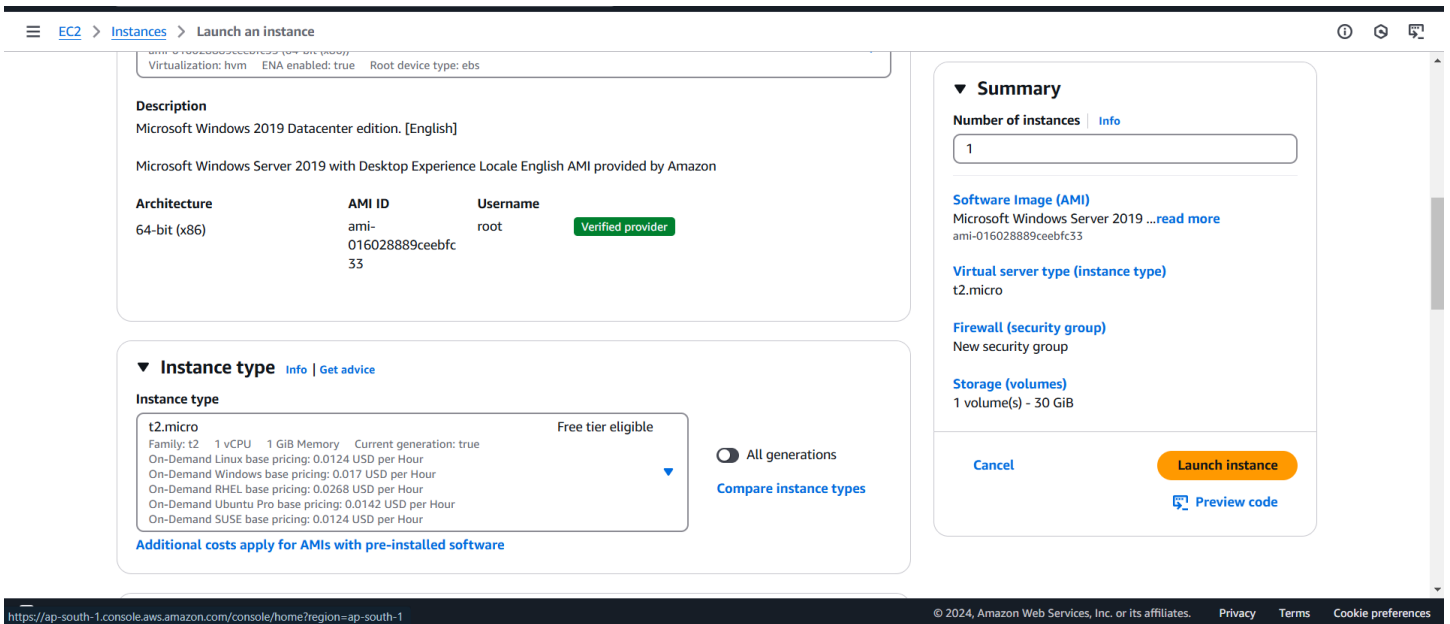 EC2 > Instances > Launch an instance
ami-016028889ceebfc33 (64-bit (x86))
Virtualization: hvm ENA enabled: true Root device type: ebs
Description
Microsoft Windows 2019 Datacenter edition. [English]
Microsoft Windows Server 2019 with Desktop Experience Locale English AMI provided by Amazon
Architecture AMI ID Username
64-bit (x86) ami- root Verified provider
016028889ceebfc
33
Instance type Info | Get advice
Instance type
t2.micro Free tier eligible
Family: t2 1 vCPU 1 GiB Memory Current generation: true
On-Demand Linux base pricing: 0.0124 USD per Hour
On-Demand Windows base pricing: 0.017 USD per Hour
On-Demand RHEL base pricing: 0.0268 USD per Hour
On-Demand Ubuntu Pro base pricing: 0.0142 USD per Hour
On-Demand SUSE base pricing: 0.0124 USD per Hour
All generations
Compare instance types
Additional costs apply for AMIs with pre-installed software
Summary
Number of instances | Info
1
Software Image (AMI)
Microsoft Windows Server 2019 ...read more
ami-016028889ceebfc33
Virtual server type (instance type)
t2.micro
Firewall (security group)
New security group
Storage (volumes)
1 volume(s) - 30 GiB
Cancel Launch instance
Preview code
https://ap-south-1.console.aws.amazon.com/console/home?region=ap-south-1
© 2024, Amazon Web Services, Inc. or its affiliates. Privacy Terms Cookie preferences